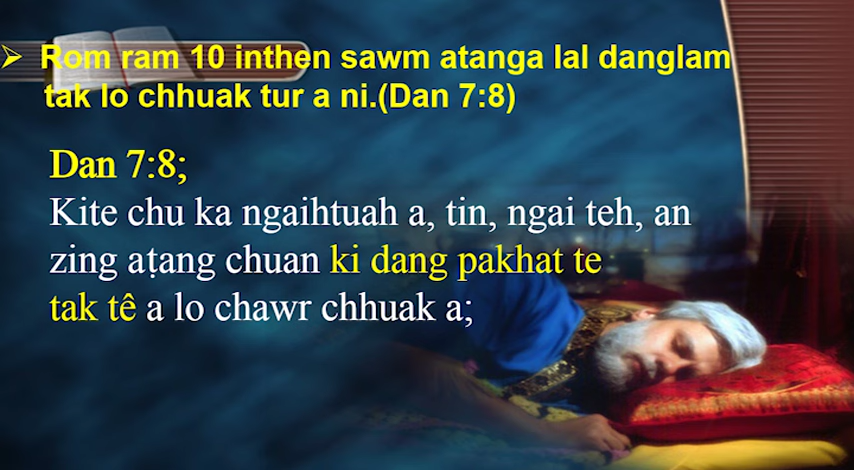 ➢ Rom ram 10 inthen sawm atanga lal danglam
tak lo chhuak tur a ni.(Dan 7:8)
Dan 7:8;
Kite chu ka ngaihtuah a, tin, ngai teh, an
zing aṭang chuan ki dang pakhat te
tak tê a lo chawr chhuak a;